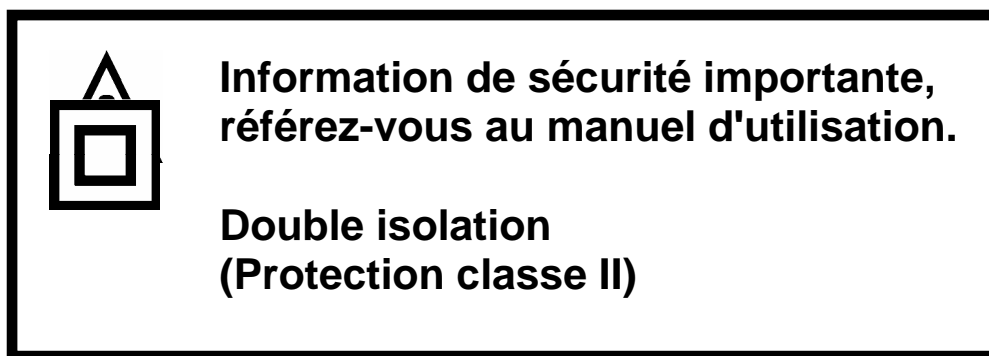 Information de sécurité importante,
référez-vous au manuel d'utilisation.
Double isolation
(Protection classe II)